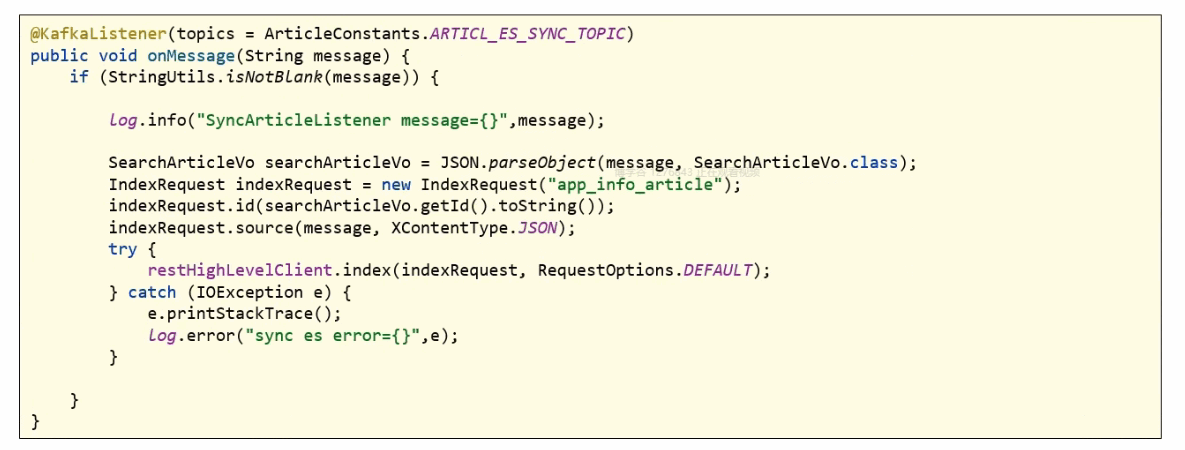 @KafkaListener(topics = ArticleConstants.ARTICL_ES_SYNC_TOPIC)
public void onMessage(String message) {
    if (StringUtils.isNotBlank(message)) {
        log.info("SyncArticleListener message={}",message);
        SearchArticleVo searchArticleVo = JSON.parseObject(message, SearchArticleVo.class);
        IndexRequest indexRequest = new IndexRequest("app_info_article");
        indexRequest.id(searchArticleVo.getId().toString());
        indexRequest.source(message, XContentType.JSON);
        try {
            restHighLevelClient.index(indexRequest, RequestOptions.DEFAULT);
        } catch (IOException e) {
            e.printStackTrace();
            log.error("sync es error={}",e);
        }
    }
}